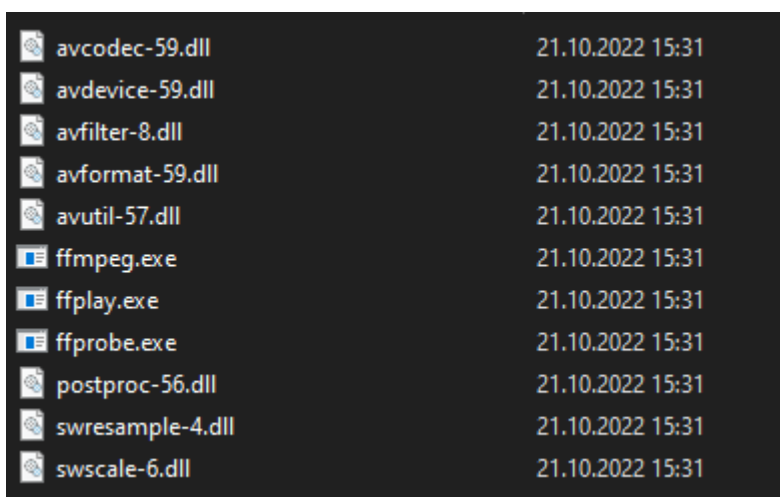 avcodec-59.dll 21.10.2022 15:31
avdevice-59.dll 21.10.2022 15:31
avfilter-8.dll 21.10.2022 15:31
avformat-59.dll 21.10.2022 15:31
avutil-57.dll 21.10.2022 15:31
ffmpeg.exe 21.10.2022 15:31
ffplay.exe 21.10.2022 15:31
ffprobe.exe 21.10.2022 15:31
postproc-56.dll 21.10.2022 15:31
swresample-4.dll 21.10.2022 15:31
swscale-6.dll 21.10.2022 15:31